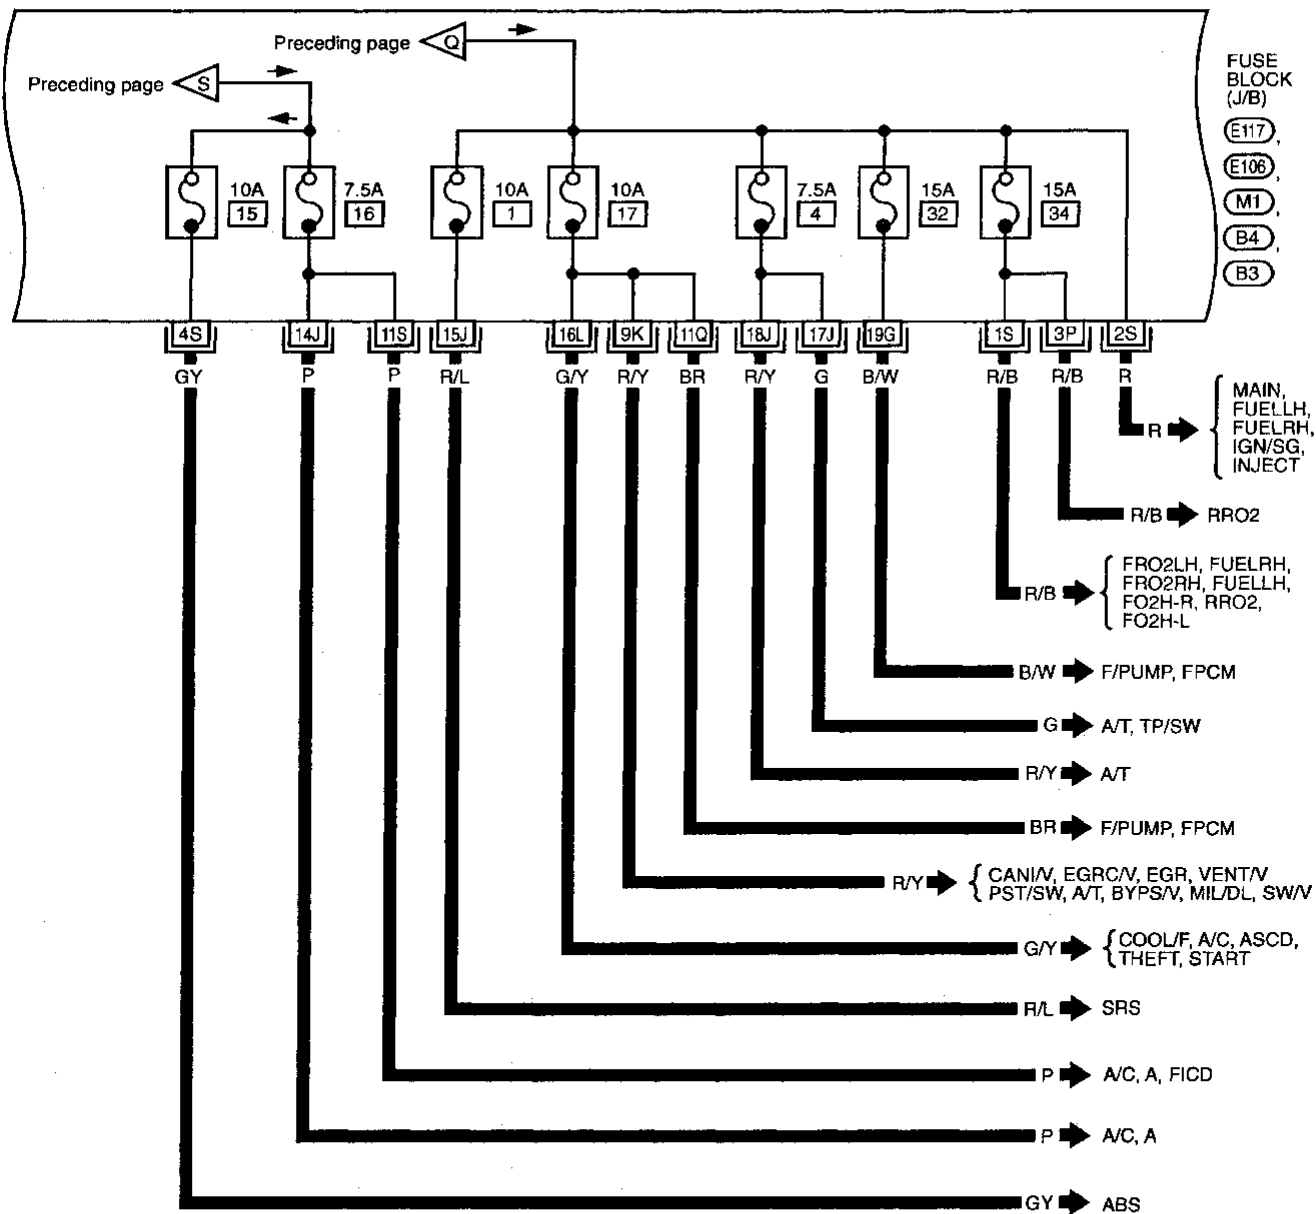 Preceding page Q
Preceding page S
FUSE
BLOCK
(J/B)
E117,
E106,
M1,
B4,
B3
10A 7.5A 10A 10A 7.5A 15A 15A
15 16 1 17 4 32 34
4S 14J 11S 15J 16L 9K 11Q 18J 17J 19G 1S 3P 2S
GY P P R/L G/Y R/Y BR R/Y G B/W R/B R/B R
R
MAIN,
FUELLH,
FUELRH,
IGN/SG,
INJECT
R/B RRO2
R/B
FRO2LH, FUELRH,
FRO2RH, FUELLH,
FO2H-R, RRO2,
FO2H-L
B/W F/PUMP, FPCM
G A/T, TP/SW
R/Y A/T
BR F/PUMP, FPCM
R/Y
CANI/V, EGRC/V, EGR, VENT/V
PST/SW, A/T, BYPS/V, MIL/DL, SW/V
G/Y
COOL/F, A/C, ASCD,
THEFT, START
R/L SRS
P A/C, A, FICD
P A/C, A
GY ABS